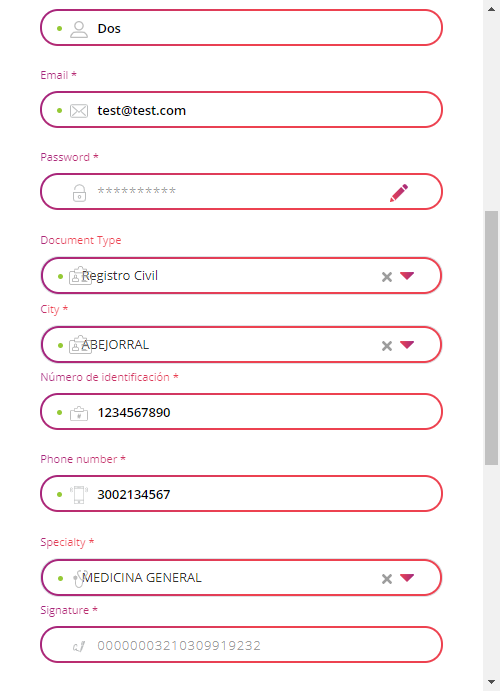 Dos
Email *
test@test.com
Password *
**********
Document Type
Registro Civil
City *
ABEJORRAL
Número de identificación *
1234567890
Phone number *
3002134567
Specialty *
MEDICINA GENERAL
Signature *
00000003210309919232